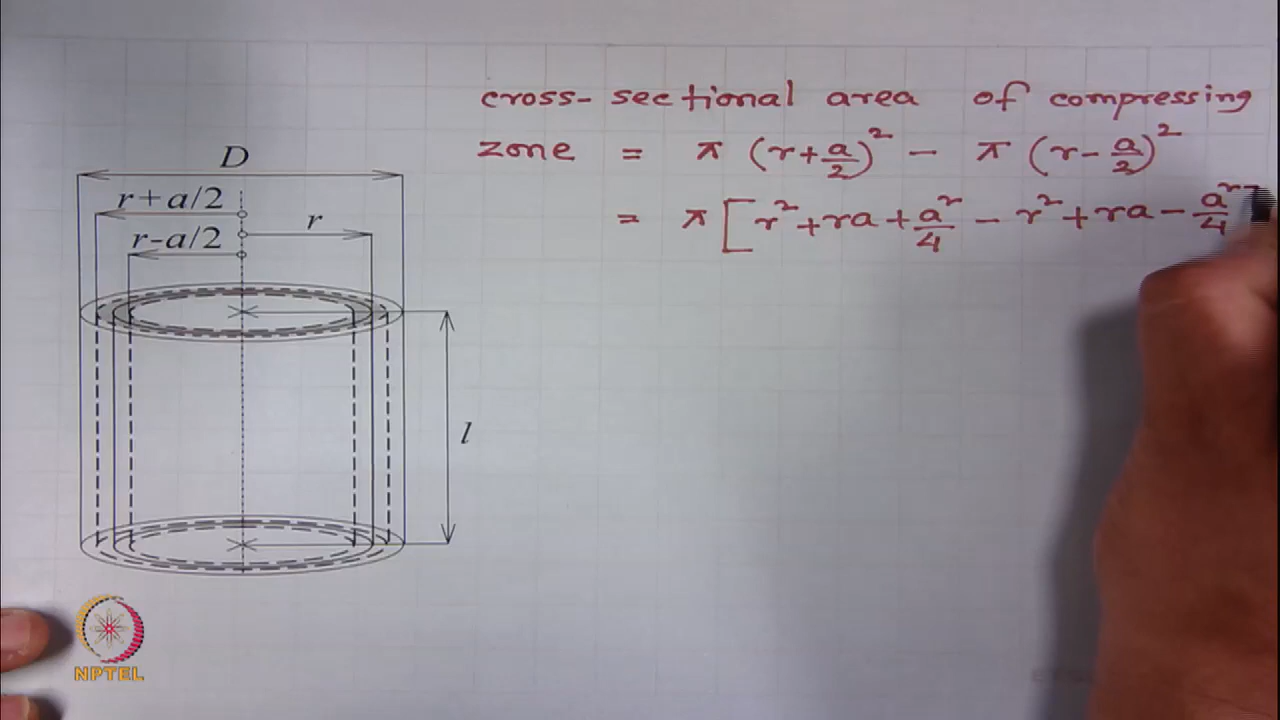 cross-sectional area of compressing
zone = π (r+a/2)² - π (r-a/2)²
= π [r²+ra+a²/4 - r²+ra-a²/4]
D
r+a/2
r
r-a/2
l
NPTEL